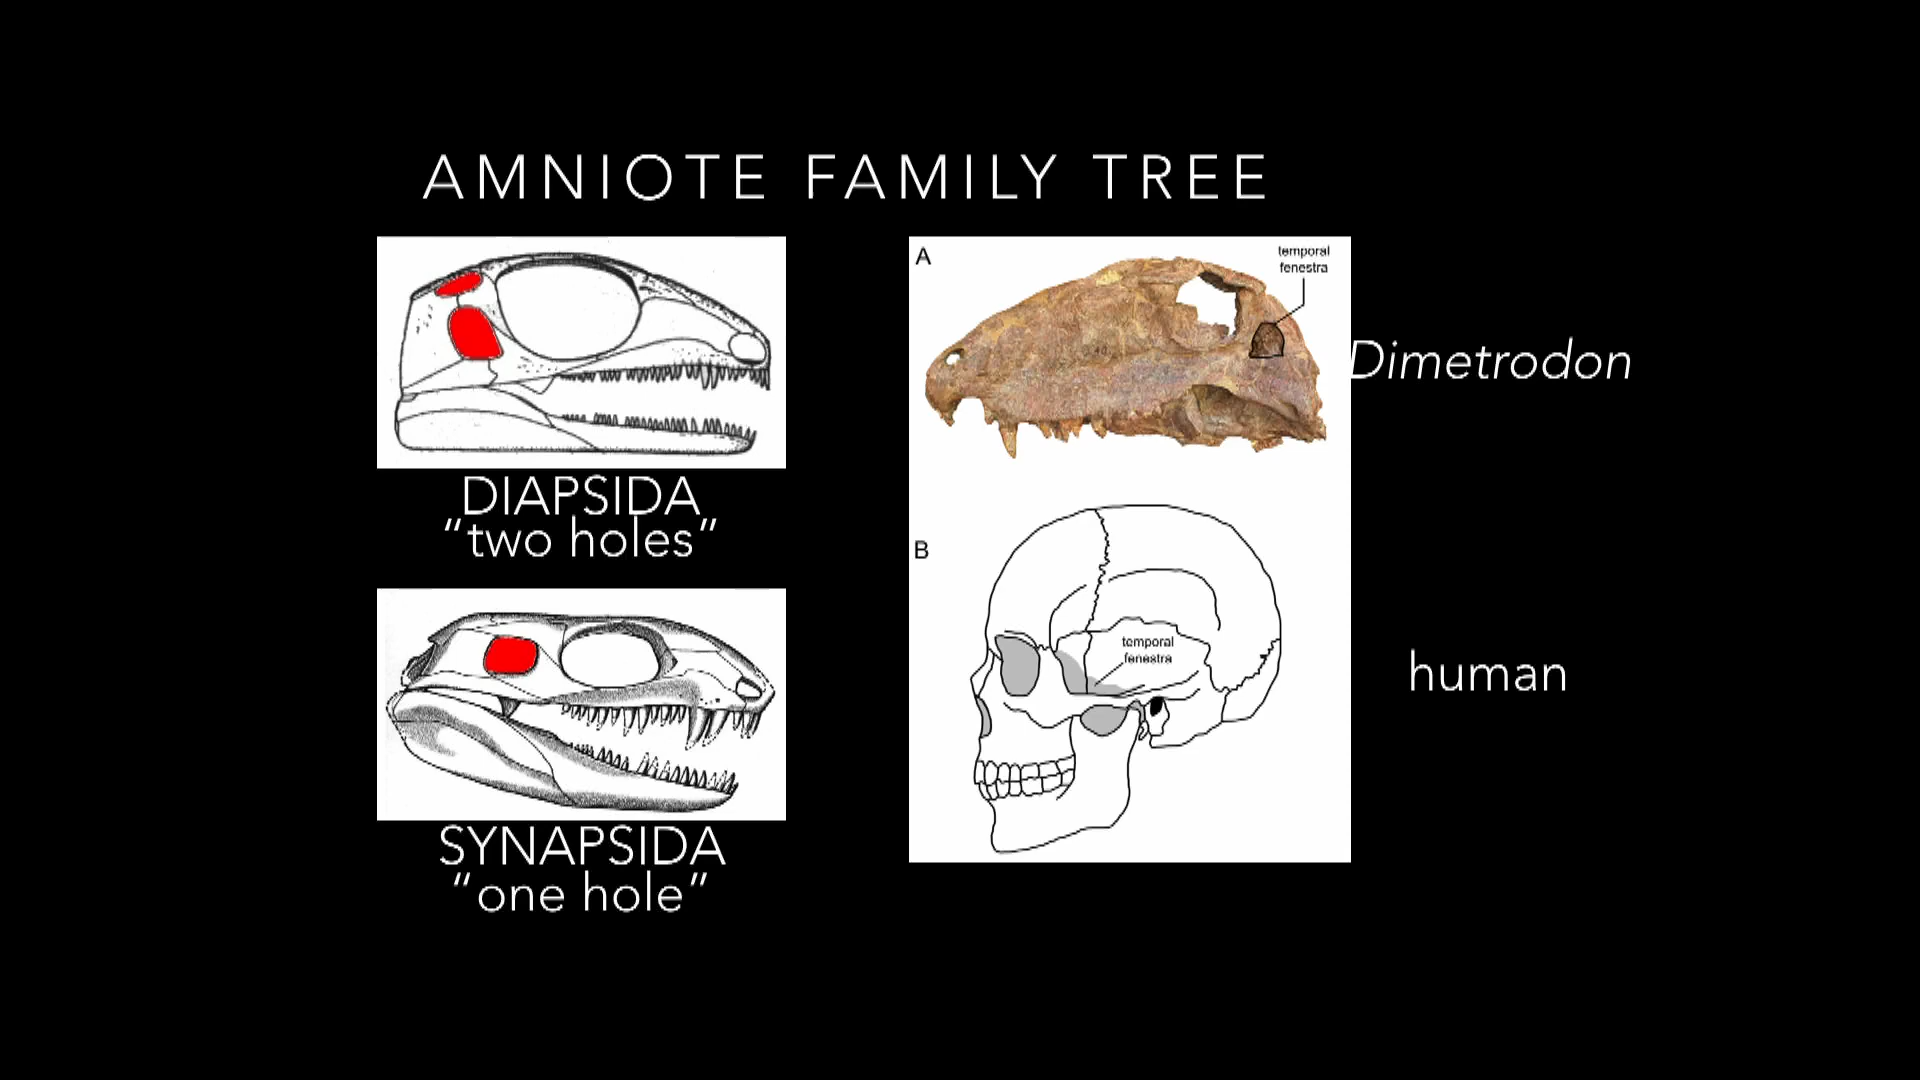 AMNIOTE FAMILY TREE
DIAPSIDA
“two holes”
SYNAPSIDA
“one hole”
A
temporal
fenestra
Dimetrodon
B
temporal
fenestra
human